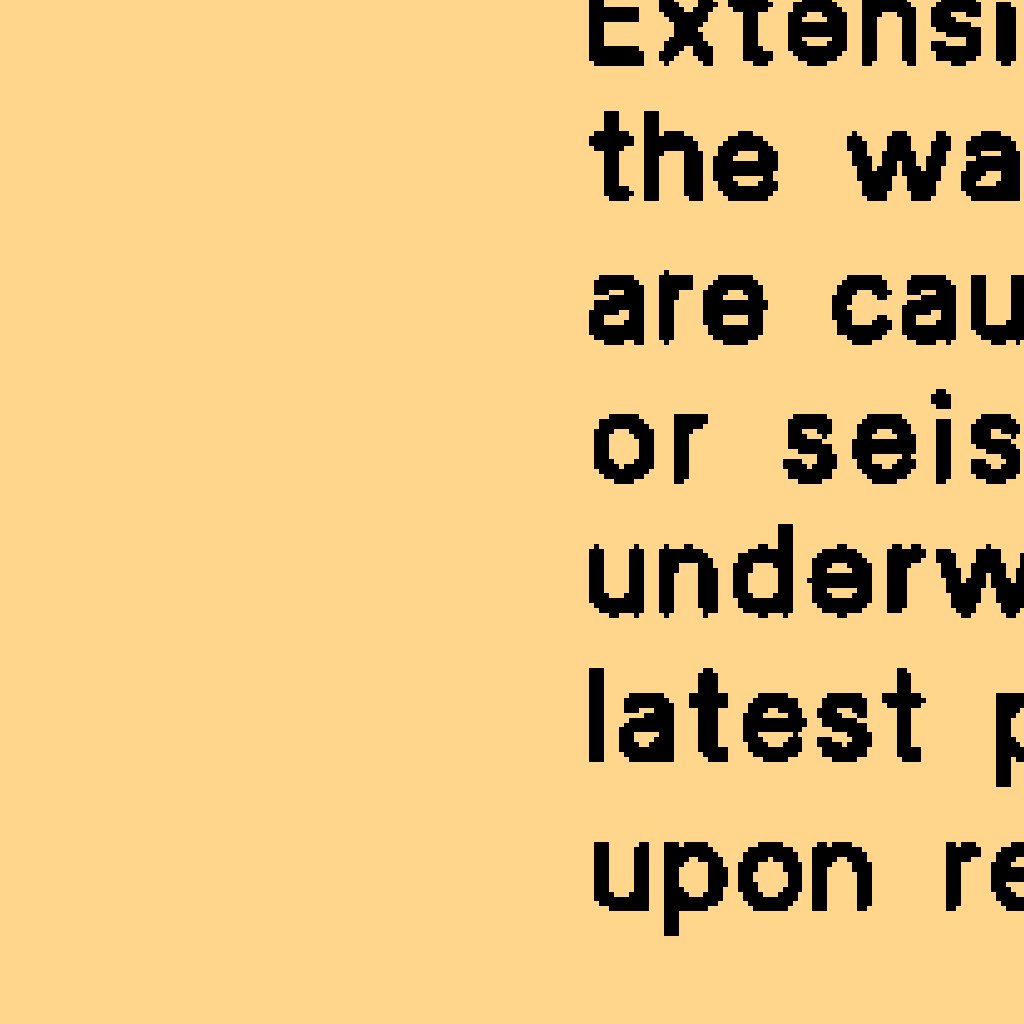 Extensi
the wa
are cau
or seis
underw
latest p
upon re